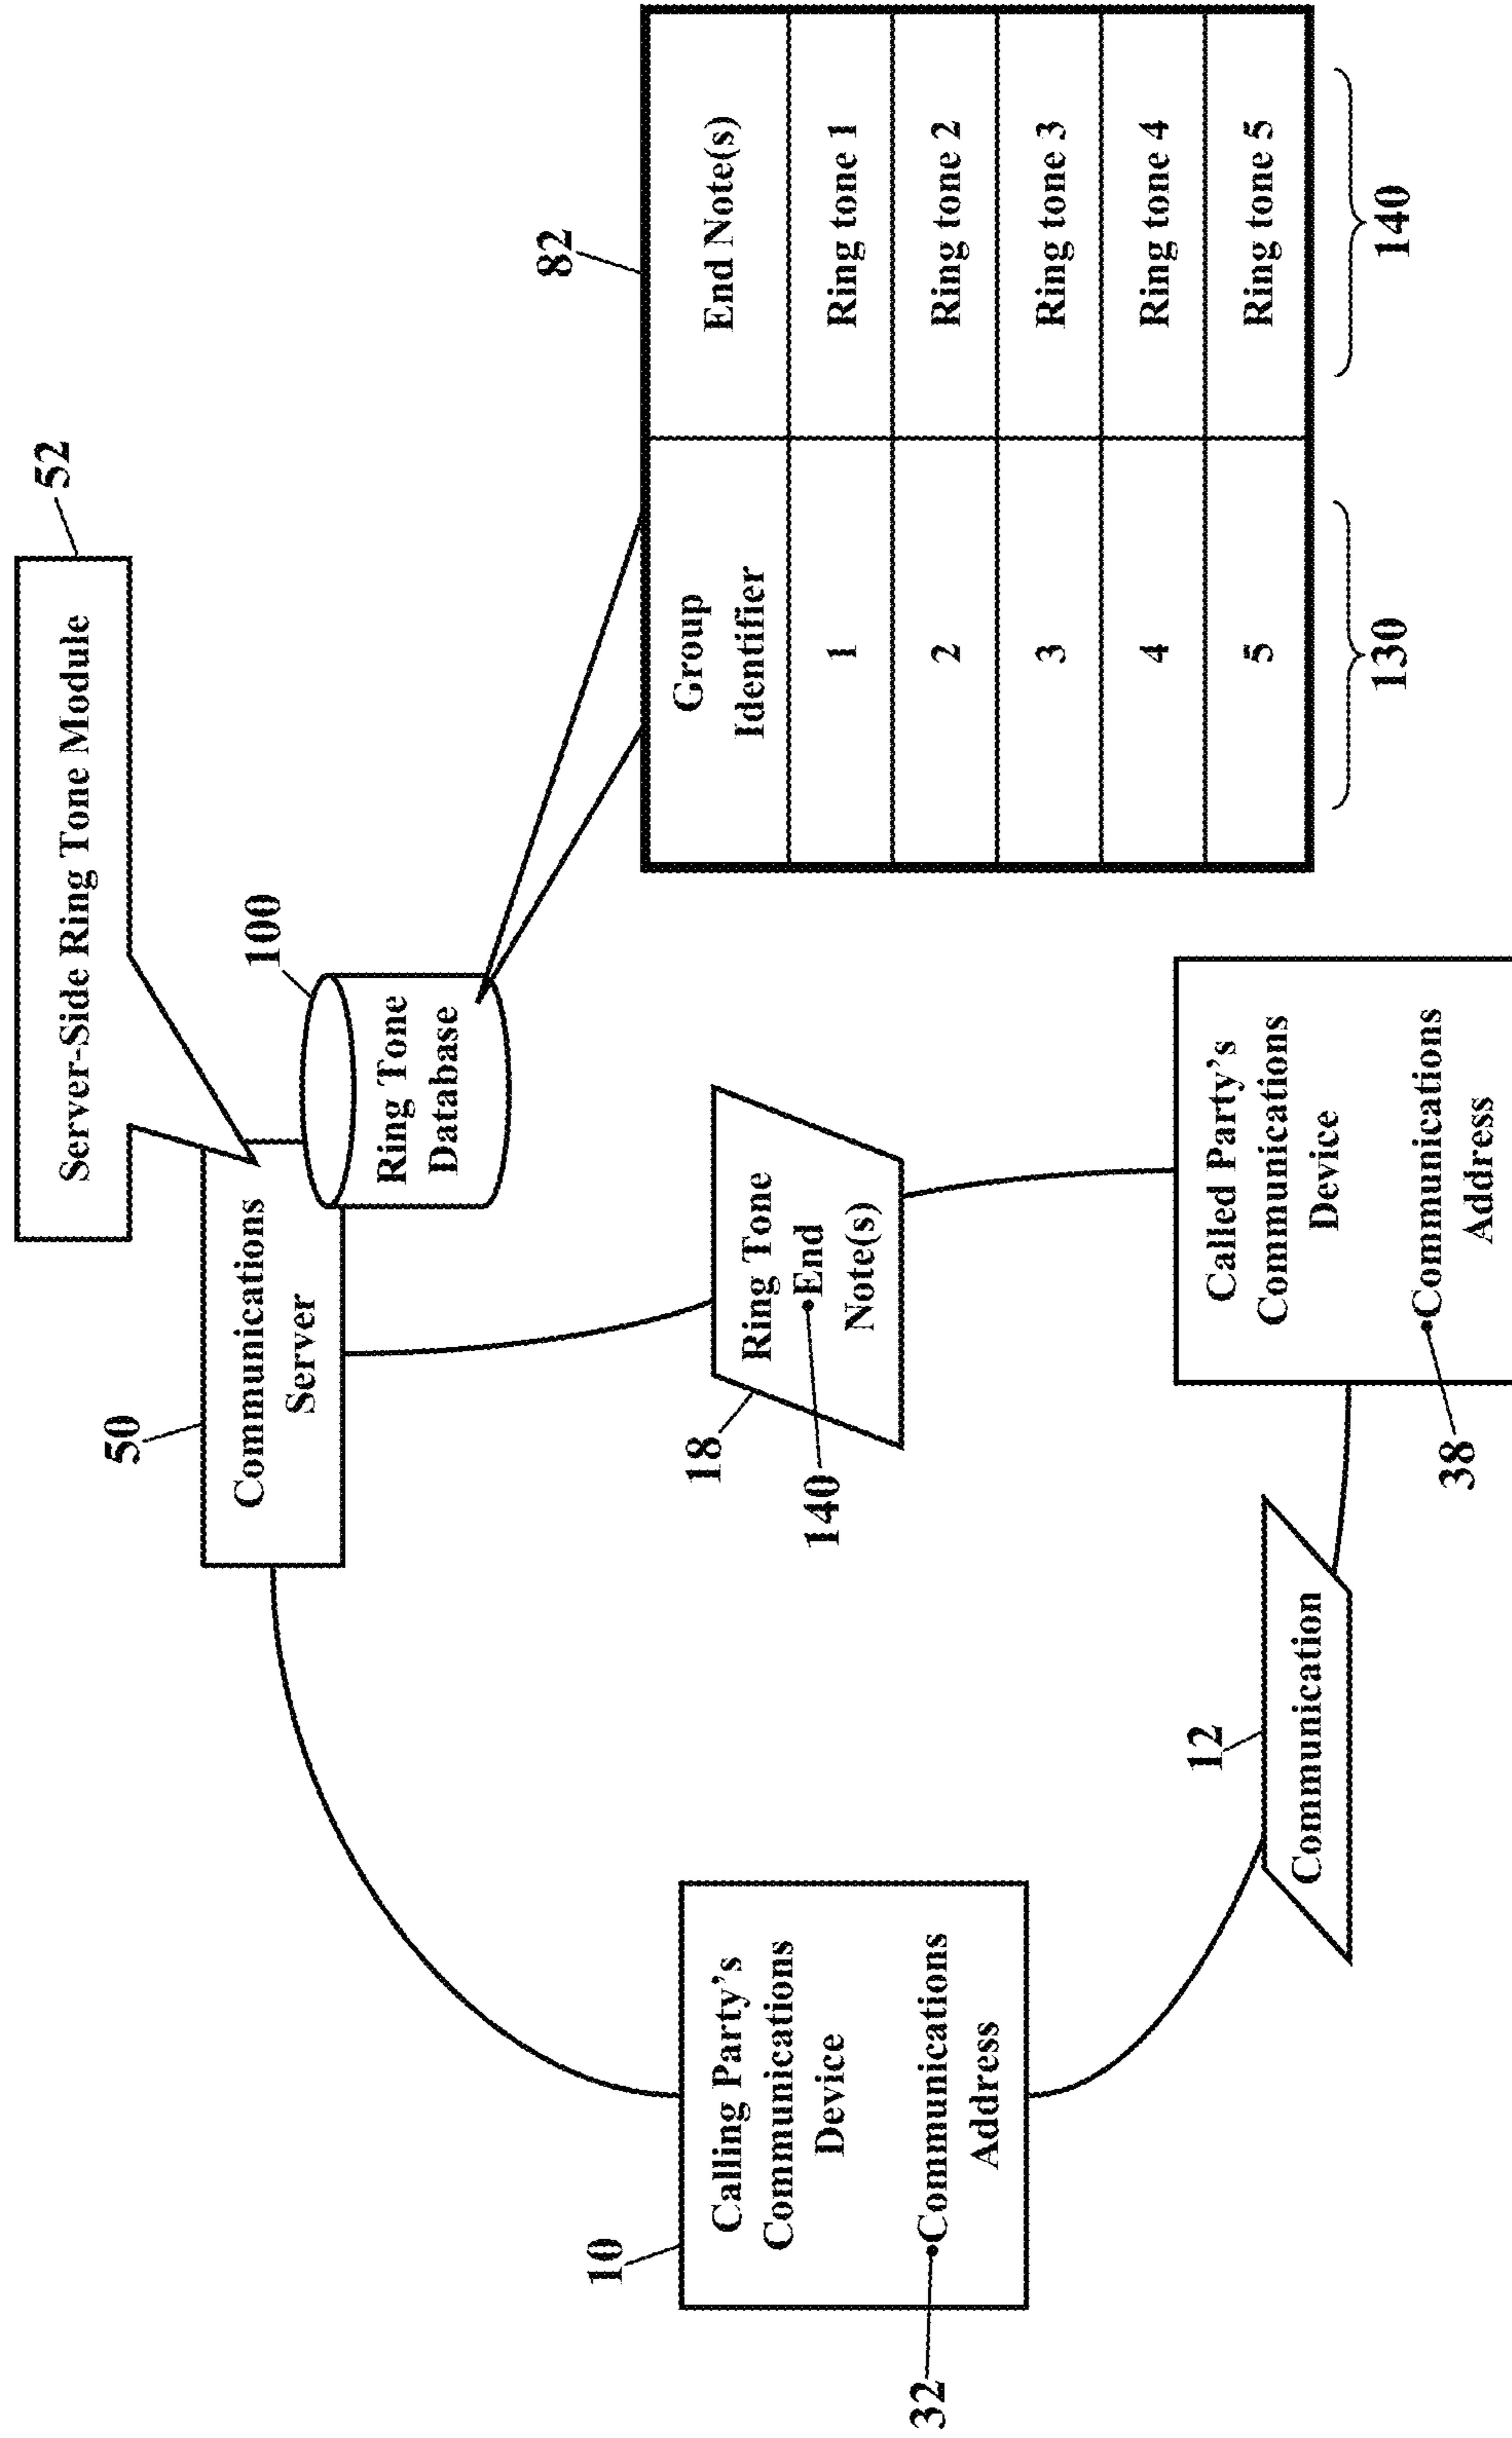 52
Server-Side Ring Tone Module
50
Communications
Server
100
Ring Tone
Database
82
Group
Identifier
End Note(s)
1
Ring tone 1
2
Ring tone 2
3
Ring tone 3
4
Ring tone 4
5
Ring tone 5
130
140
18
Ring Tone
End
Note(s)
140
10
Calling Party's
Communications
Device
Communications
Address
32
12
Communication
Called Party's
Communications
Device
Communications
Address
38